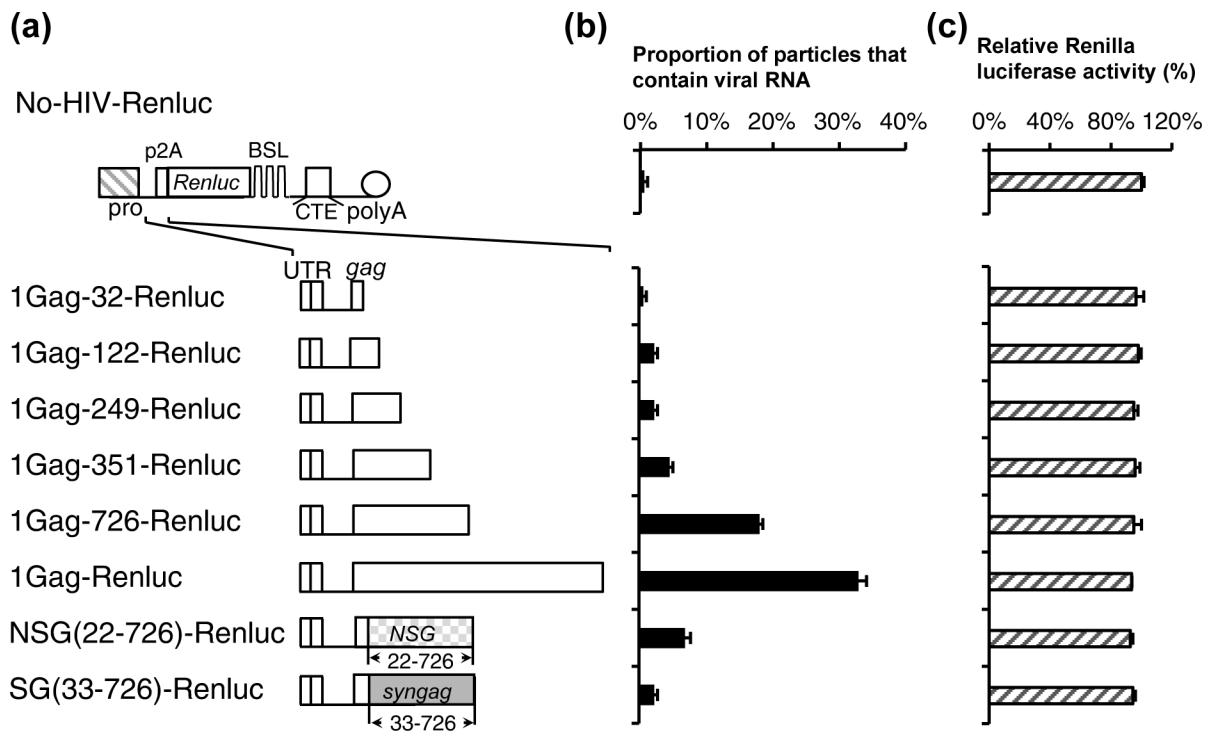 (a)
(b)
(c)
Proportion of particles that
contain viral RNA
Relative Renilla
luciferase activity (%)
0% 10% 20% 30% 40%
0% 40% 80% 120%
No-HIV-Renluc
p2A
BSL
Renluc
pro
CTE
polyA
UTR
gag
1Gag-32-Renluc
1Gag-122-Renluc
1Gag-249-Renluc
1Gag-351-Renluc
1Gag-726-Renluc
1Gag-Renluc
NSG(22-726)-Renluc
NSG
22-726
SG(33-726)-Renluc
syngag
33-726